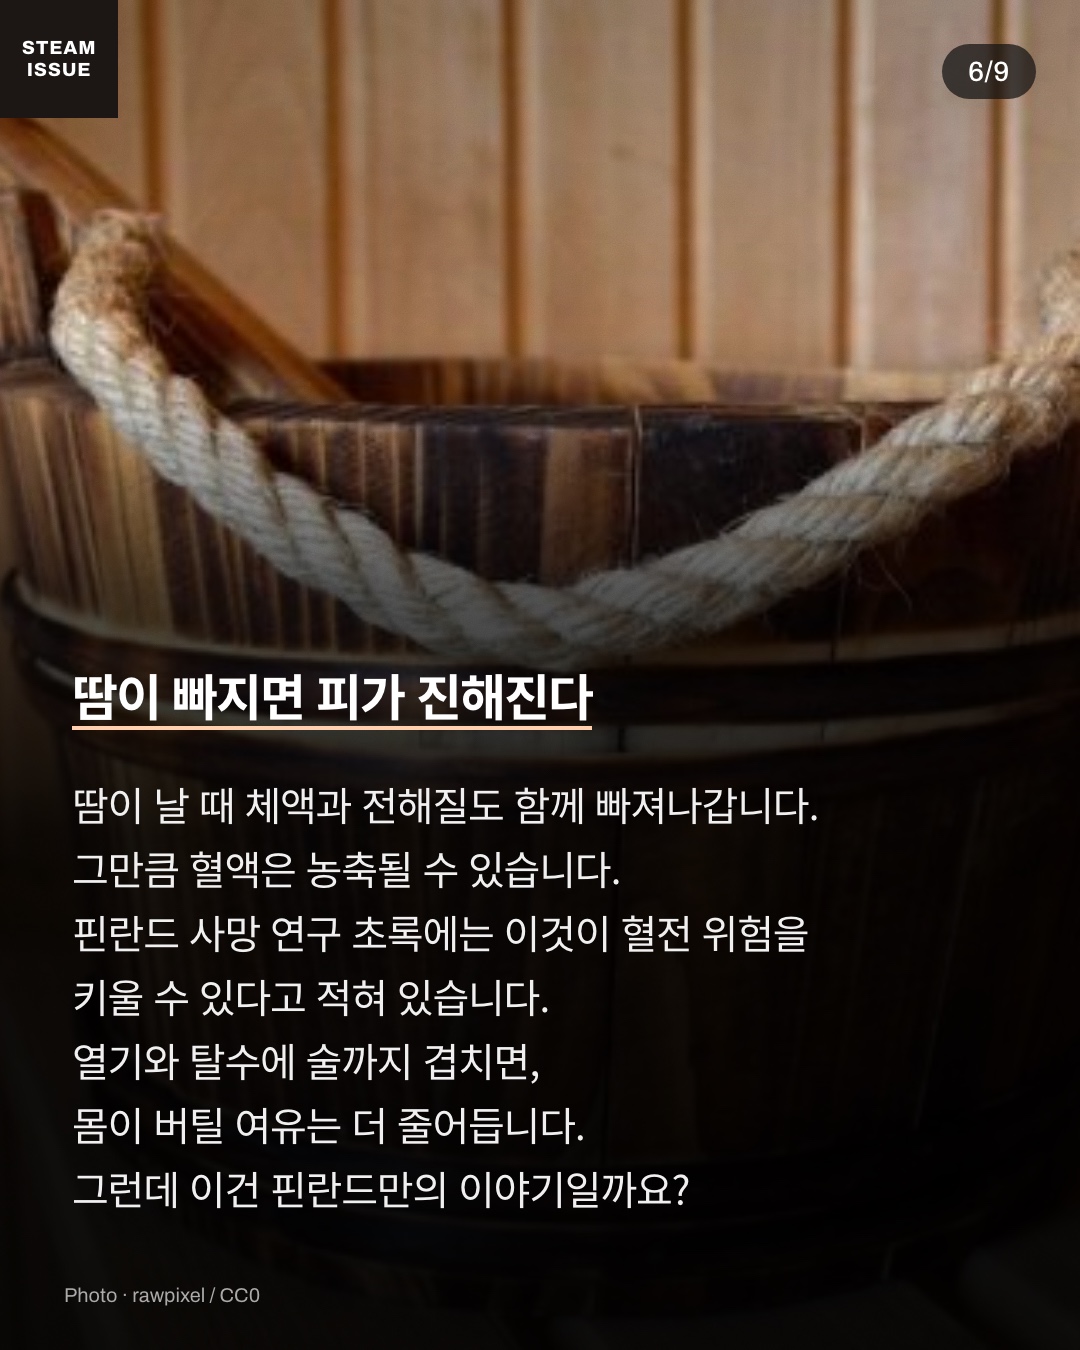 STEAM
ISSUE
6/9
땀이 빠지면 피가 진해진다
땀이 날 때 체액과 전해질도 함께 빠져나갑니다.
그만큼 혈액은 농축될 수 있습니다.
핀란드 사망 연구 초록에는 이것이 혈전 위험을
키울 수 있다고 적혀 있습니다.
열기와 탈수에 술까지 겹치면,
몸이 버틸 여유는 더 줄어듭니다.
그런데 이건 핀란드만의 이야기일까요?
Photo · rawpixel / CC0